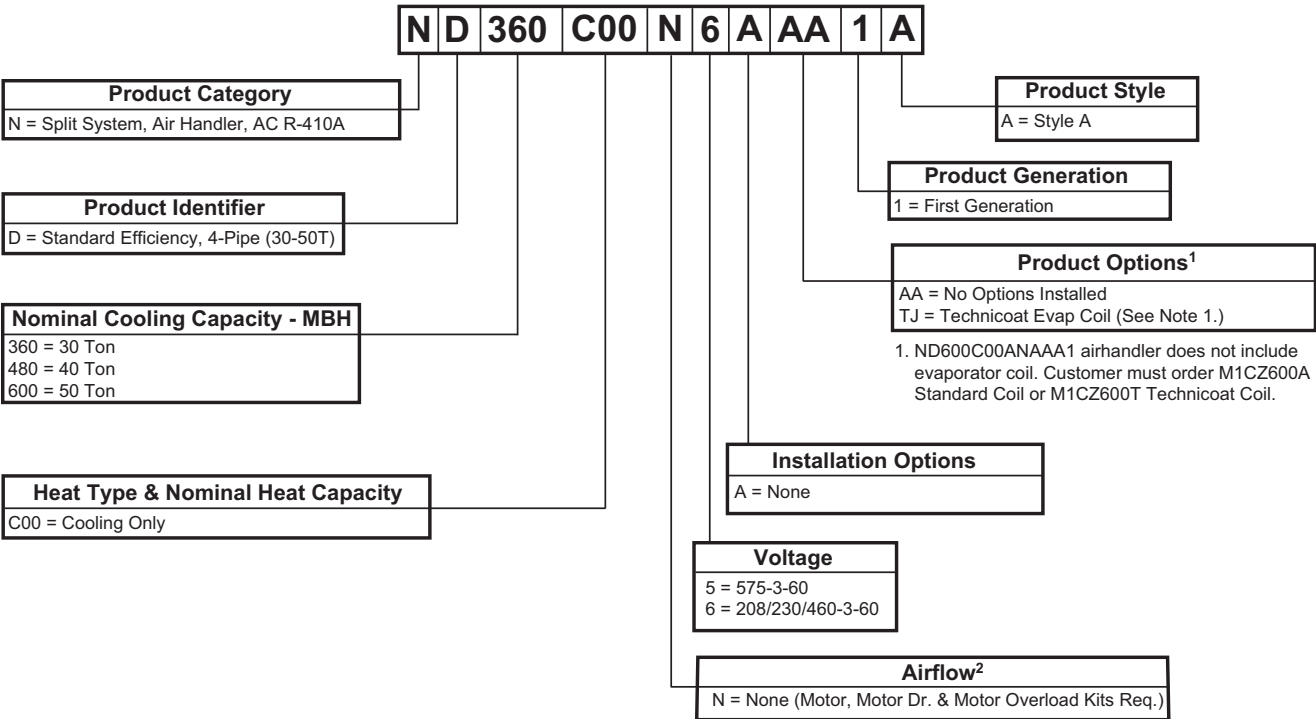 N D 360 C00 N 6 A AA 1 A
Product Category
N = Split System, Air Handler, AC R-410A
Product Identifier
D = Standard Efficiency, 4-Pipe (30-50T)
Nominal Cooling Capacity - MBH
360 = 30 Ton
480 = 40 Ton
600 = 50 Ton
Heat Type & Nominal Heat Capacity
C00 = Cooling Only
Product Style
A = Style A
Product Generation
1 = First Generation
Product Options¹
AA = No Options Installed
TJ = Technicoat Evap Coil (See Note 1.)
1. ND600C00ANAAA1 airhandler does not include
evaporator coil. Customer must order M1CZ600A
Standard Coil or M1CZ600T Technicoat Coil.
Installation Options
A = None
Voltage
5 = 575-3-60
6 = 208/230/460-3-60
Airflow²
N = None (Motor, Motor Dr. & Motor Overload Kits Req.)